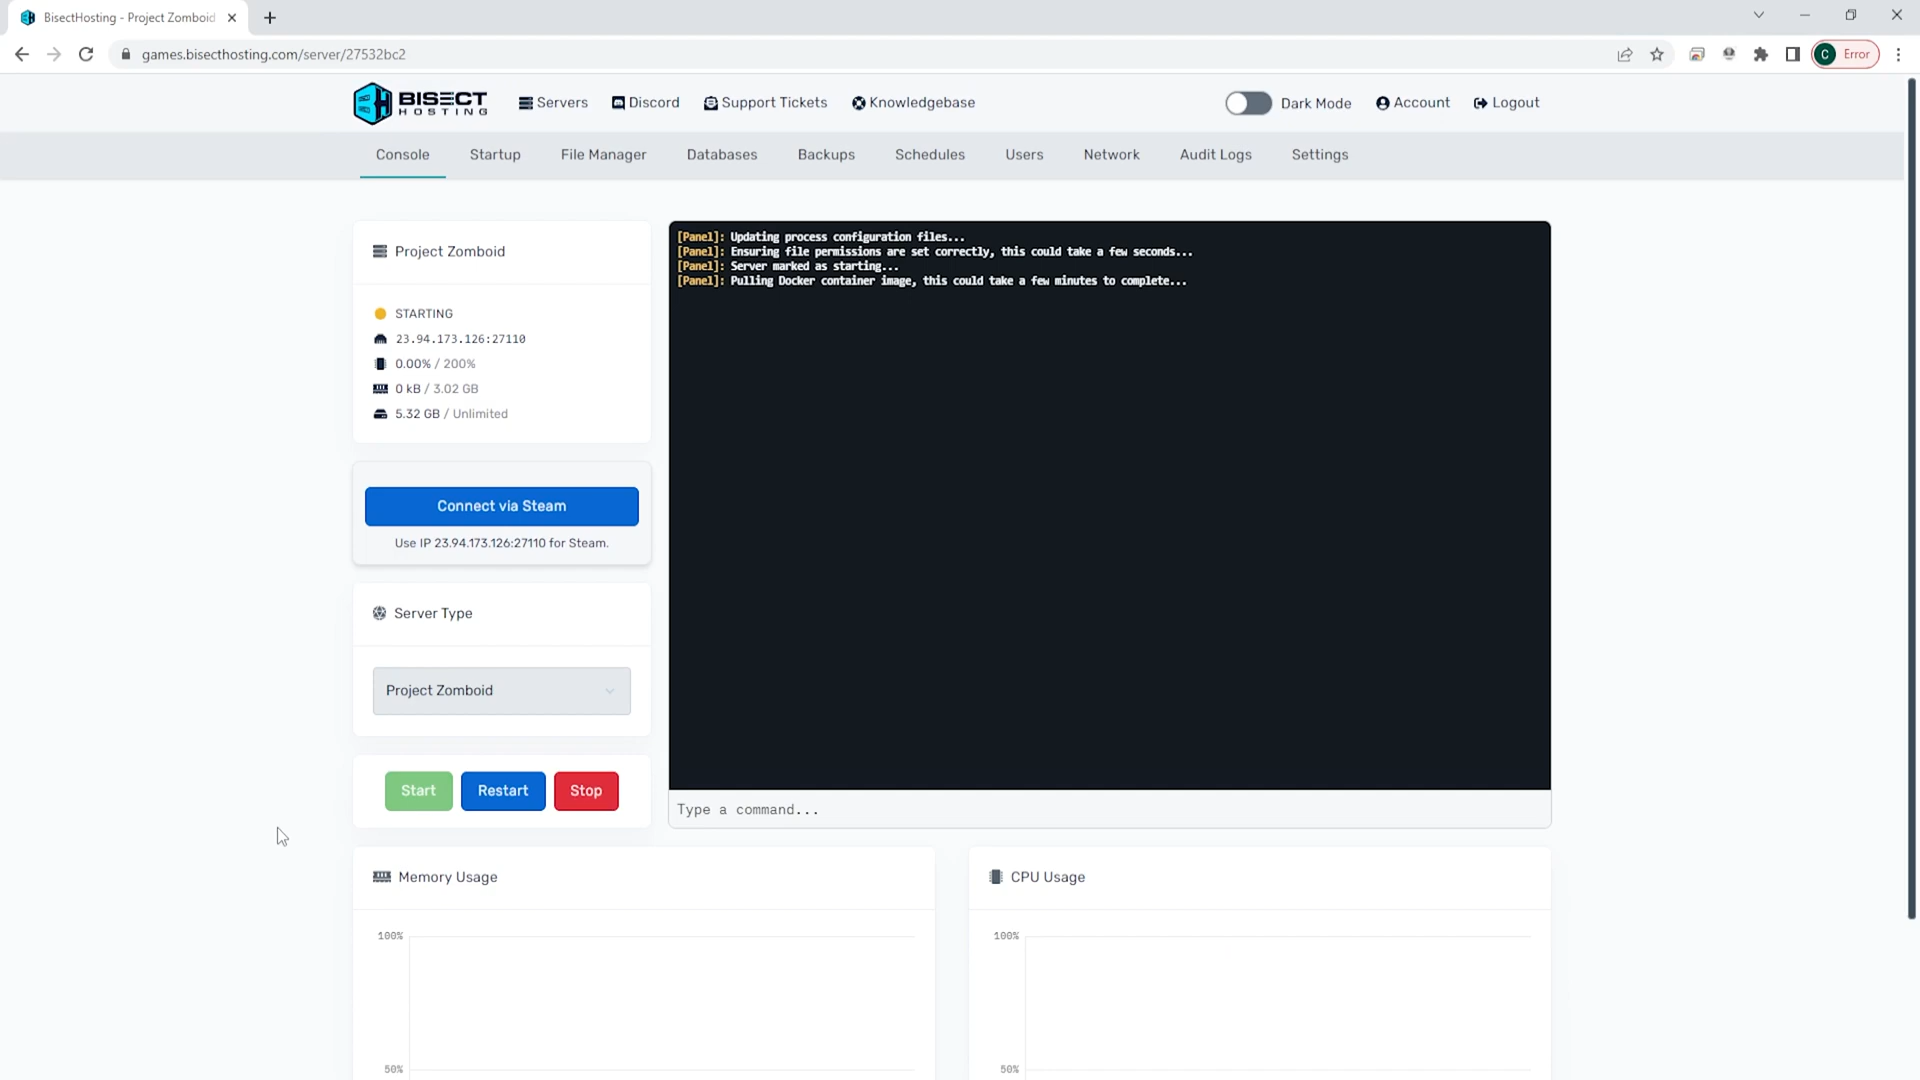 BisectHosting - Project Zomboid
games.bisecthosting.com/server/27532bc2
C Error
BISECT
HOSTING
Servers Discord Support Tickets Knowledgebase Dark Mode Account Logout
Console Startup File Manager Databases Backups Schedules Users Network Audit Logs Settings
Project Zomboid
STARTING
23.94.173.126:27110
0.00% / 200%
0 kB / 3.02 GB
5.32 GB / Unlimited
Connect via Steam
Use IP 23.94.173.126:27110 for Steam.
Server Type
Project Zomboid
Start Restart Stop
[Panel]: Updating process configuration files...
[Panel]: Ensuring file permissions are set correctly, this could take a few seconds...
[Panel]: Server marked as starting...
[Panel]: Pulling Docker container image, this could take a few minutes to complete...
Type a command...
Memory Usage
100%
50%
CPU Usage
100%
50%